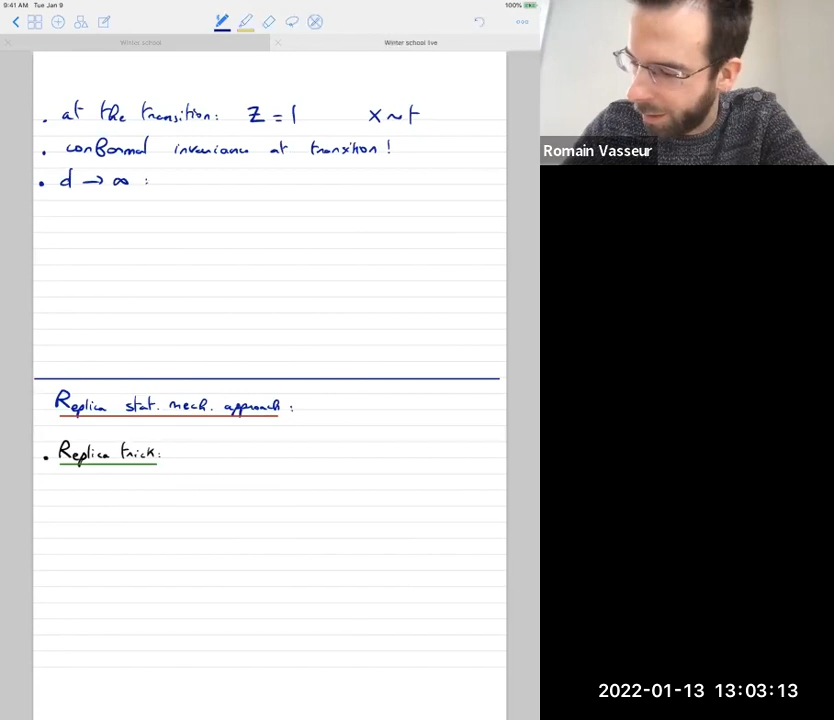 9:41 AM Tue Jan 9
100%
Winter school
Winter school live
. at the transition: Z = 1 x ~ t
. conformal invariance at transition!
. d → ∞ :
Replica stat. mech. approach :
. Replica trick:
Romain Vasseur
2022-01-13 13:03:13